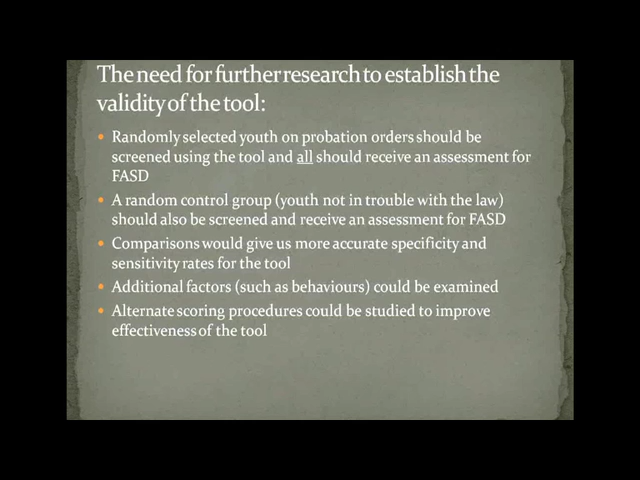 The need for further research to establish the
validity of the tool:
Randomly selected youth on probation orders should be
screened using the tool and all should receive an assessment for
FASD
A random control group (youth not in trouble with the law)
should also be screened and receive an assessment for FASD
Comparisons would give us more accurate specificity and
sensitivity rates for the tool
Additional factors (such as behaviours) could be examined
Alternate scoring procedures could be studied to improve
effectiveness of the tool